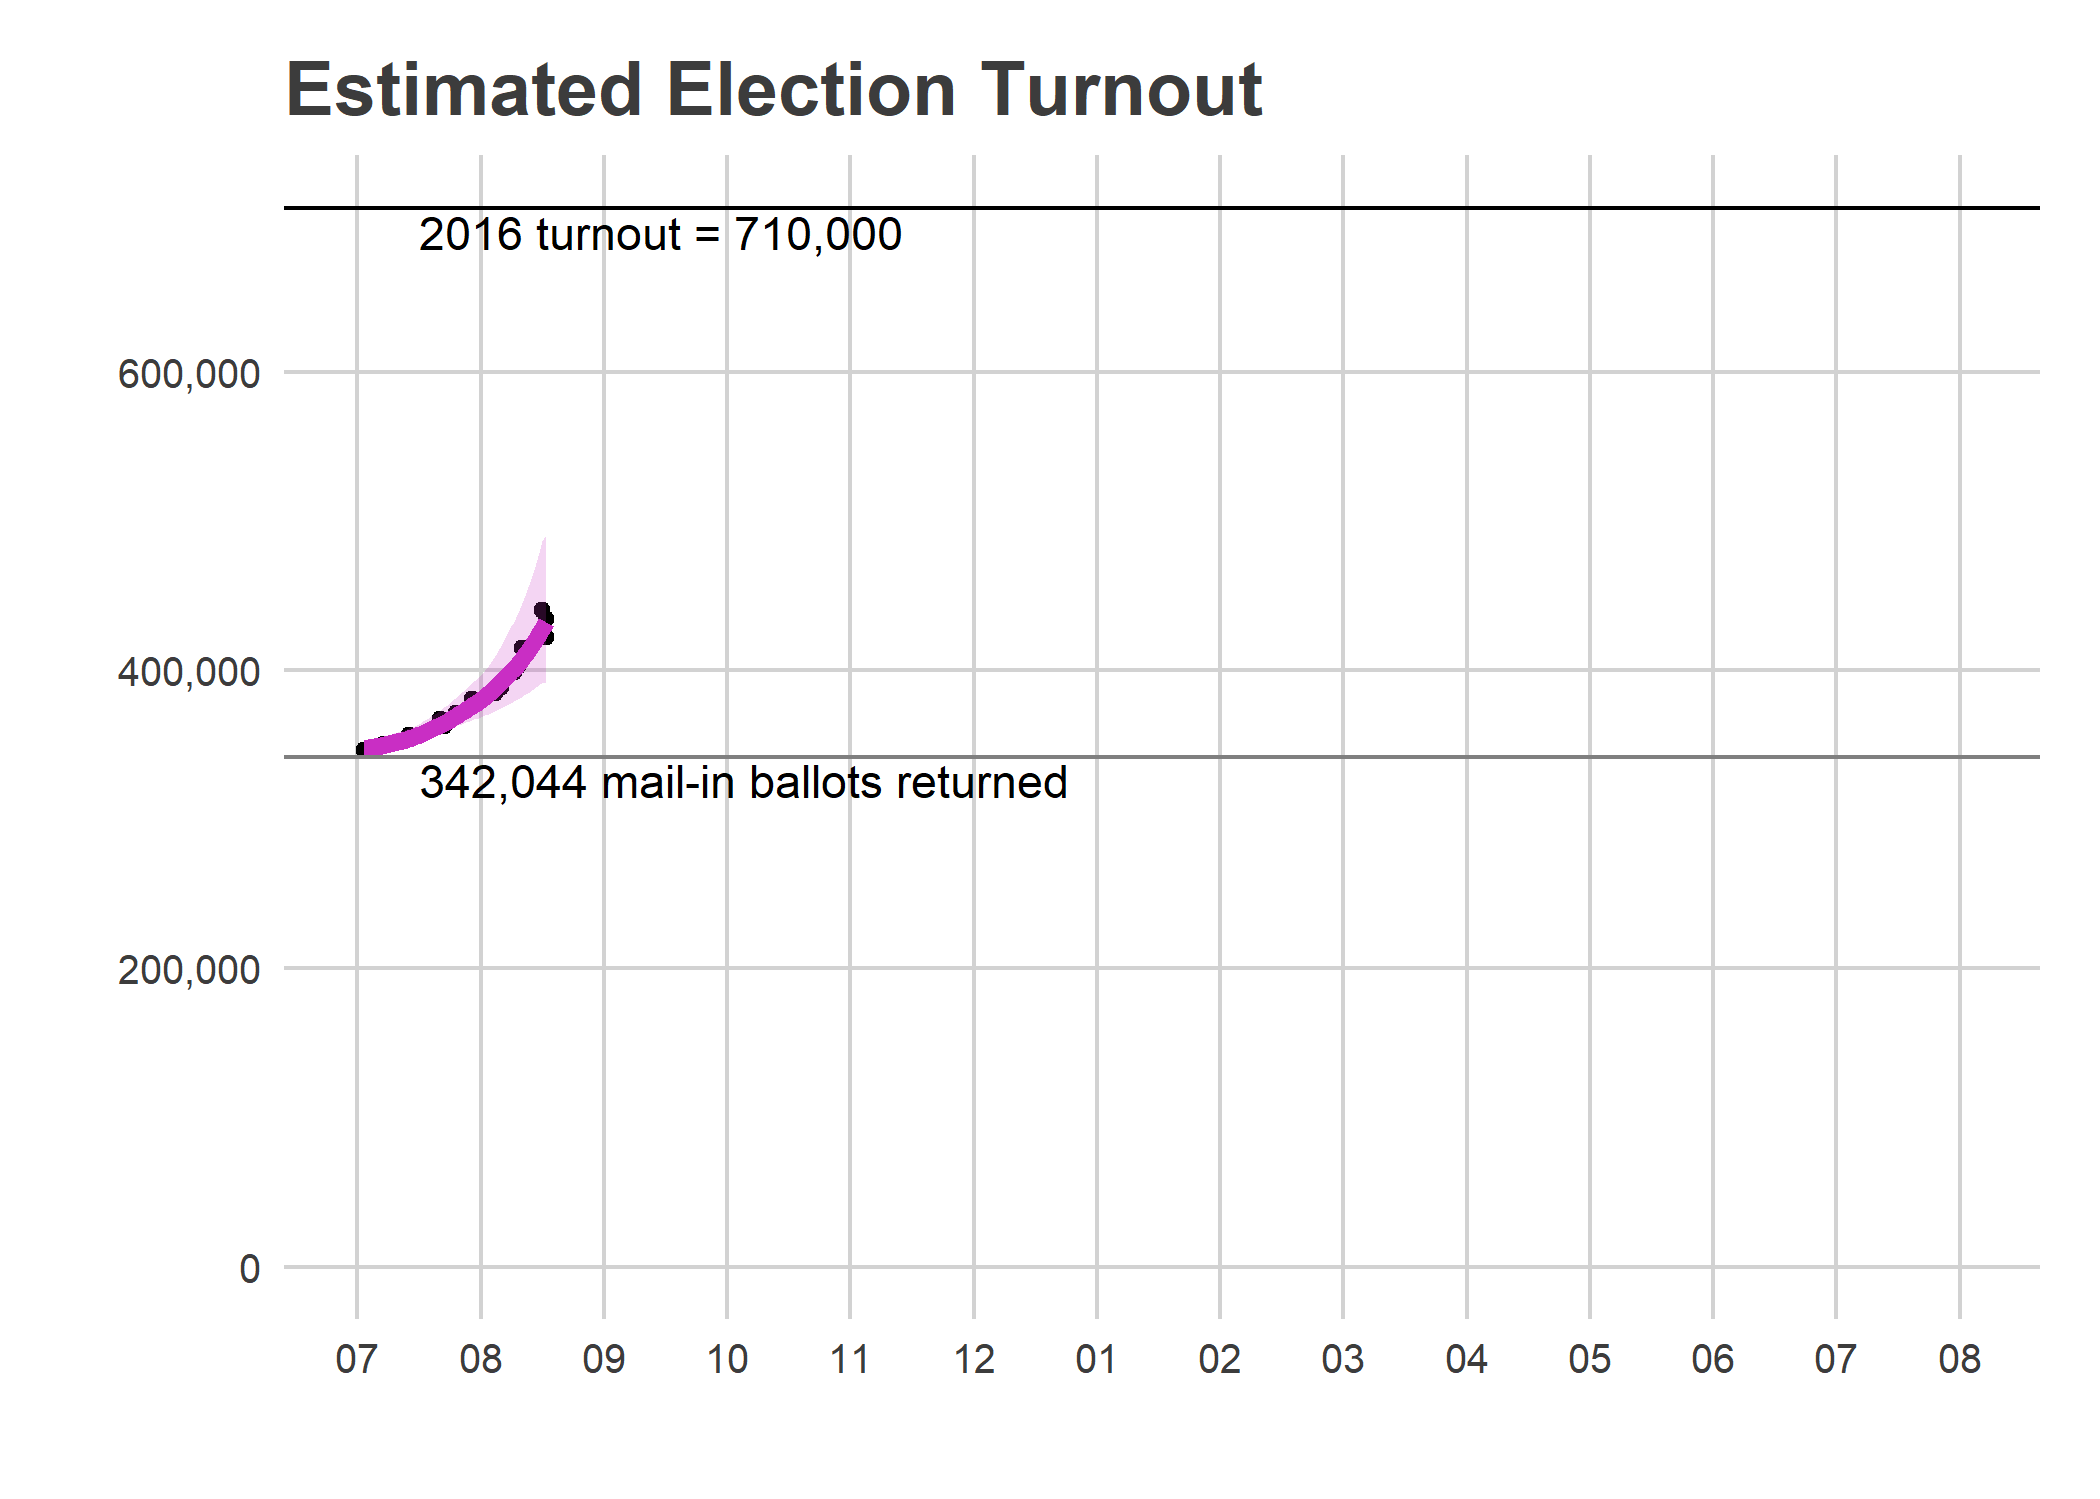 Estimated Election Turnout
2016 turnout = 710,000
600,000
400,000
342,044 mail-in ballots returned
200,000
0
07 08 09 10 11 12 01 02 03 04 05 06 07 08